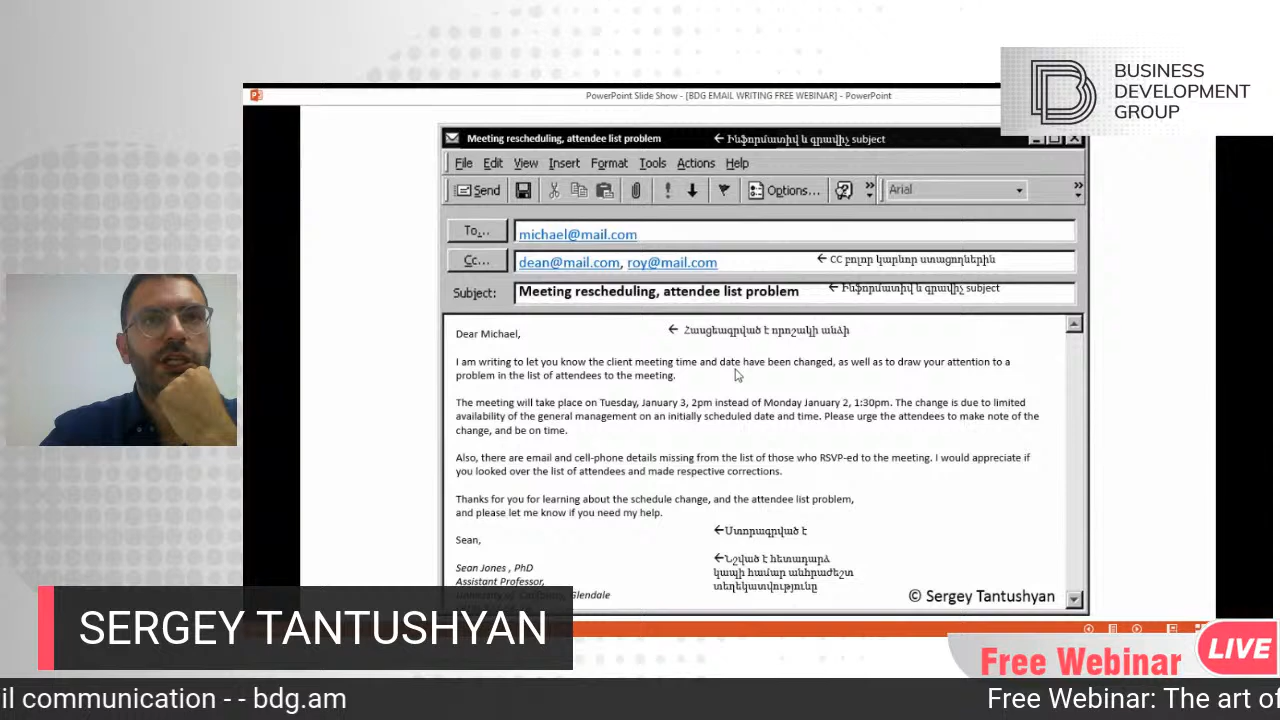 BUSINESS
DEVELOPMENT
GROUP
PowerPoint Slide Show - [BDG EMAIL WRITING FREE WEBINAR] - PowerPoint
Meeting rescheduling, attendee list problem ← Ինֆորմատիվ և գրավիչ subject
File Edit View Insert Format Tools Actions Help
Send Options... Arial
To... michael@mail.com
Cc... dean@mail.com, roy@mail.com ← CC բոլոր կարևոր ստացողներին
Subject: Meeting rescheduling, attendee list problem ← Ինֆորմատիվ և գրավիչ subject
Dear Michael, ← Հասցեագրված է որոշակի անձի
I am writing to let you know the client meeting time and date have been changed, as well as to draw your attention to a
problem in the list of attendees to the meeting.
The meeting will take place on Tuesday, January 3, 2pm instead of Monday January 2, 1:30pm. The change is due to limited
availability of the general management on an initially scheduled date and time. Please urge the attendees to make note of the
change, and be on time.
Also, there are email and cell-phone details missing from the list of those who RSVP-ed to the meeting. I would appreciate if
you looked over the list of attendees and made respective corrections.
Thanks for you for learning about the schedule change, and the attendee list problem,
and please let me know if you need my help.
←Ստորագրված է
Sean,
←Նշված է հետադարձ
կապի համար անհրաժեշտ
տեղեկատվությունը
Sean Jones , PhD
Assistant Professor,
Glendale
© Sergey Tantushyan
SERGEY TANTUSHYAN
Free Webinar LIVE
il communication - - bdg.am Free Webinar: The art of